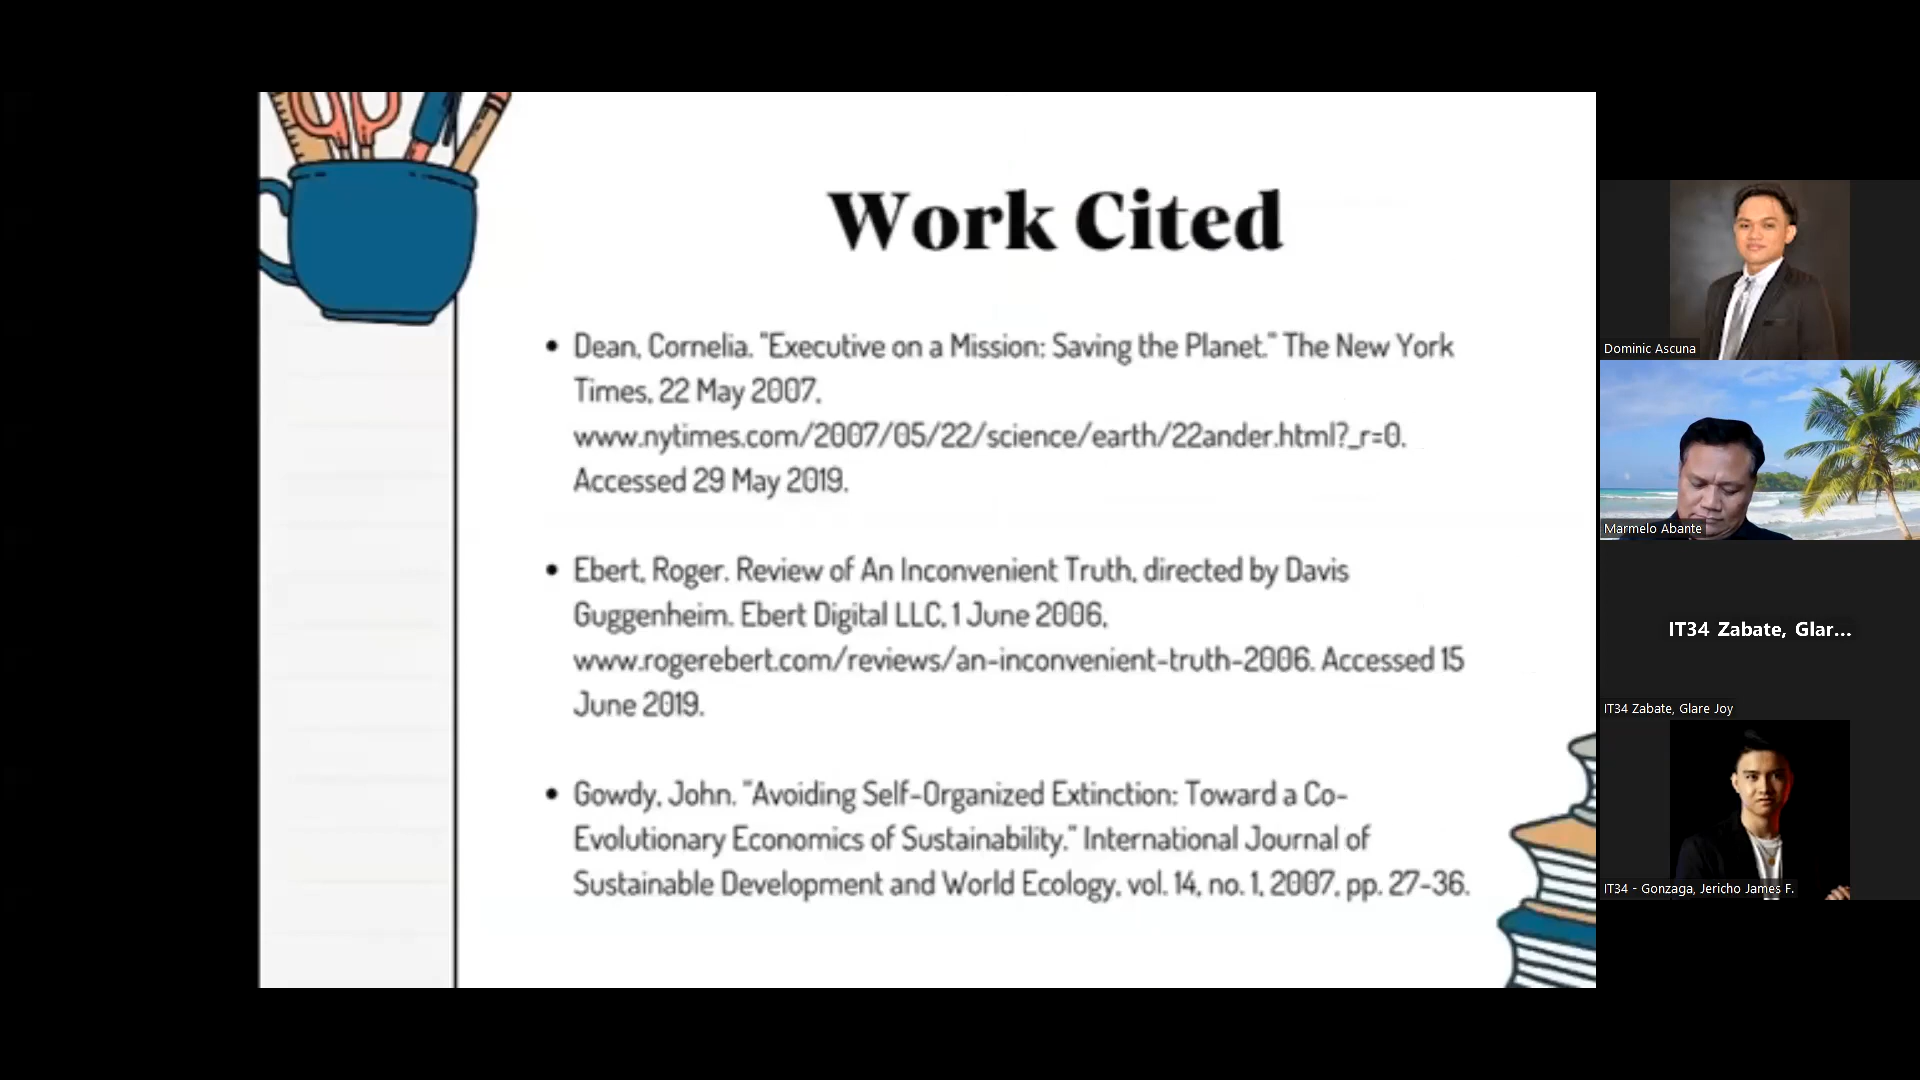 Work Cited
• Dean, Cornelia. "Executive on a Mission: Saving the Planet." The New York
Times, 22 May 2007,
www.nytimes.com/2007/05/22/science/earth/22ander.html?_r=0.
Accessed 29 May 2019.
• Ebert, Roger. Review of An Inconvenient Truth, directed by Davis
Guggenheim. Ebert Digital LLC, 1 June 2006,
www.rogerebert.com/reviews/an-inconvenient-truth-2006. Accessed 15
June 2019.
• Gowdy, John. "Avoiding Self-Organized Extinction: Toward a Co-
Evolutionary Economics of Sustainability." International Journal of
Sustainable Development and World Ecology, vol. 14, no. 1, 2007, pp. 27-36.
Dominic Ascuna
Marmelo Abante
IT34 Zabate, Glar...
IT34 Zabate, Glare Joy
IT34 - Gonzaga, Jericho James F.